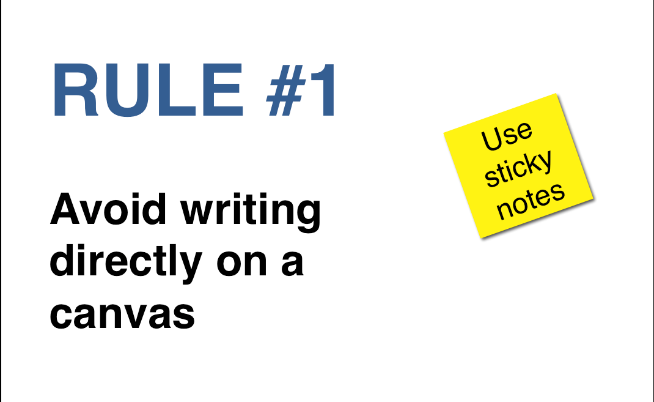 RULE #1
Avoid writing
directly on a
canvas
Use
sticky
notes